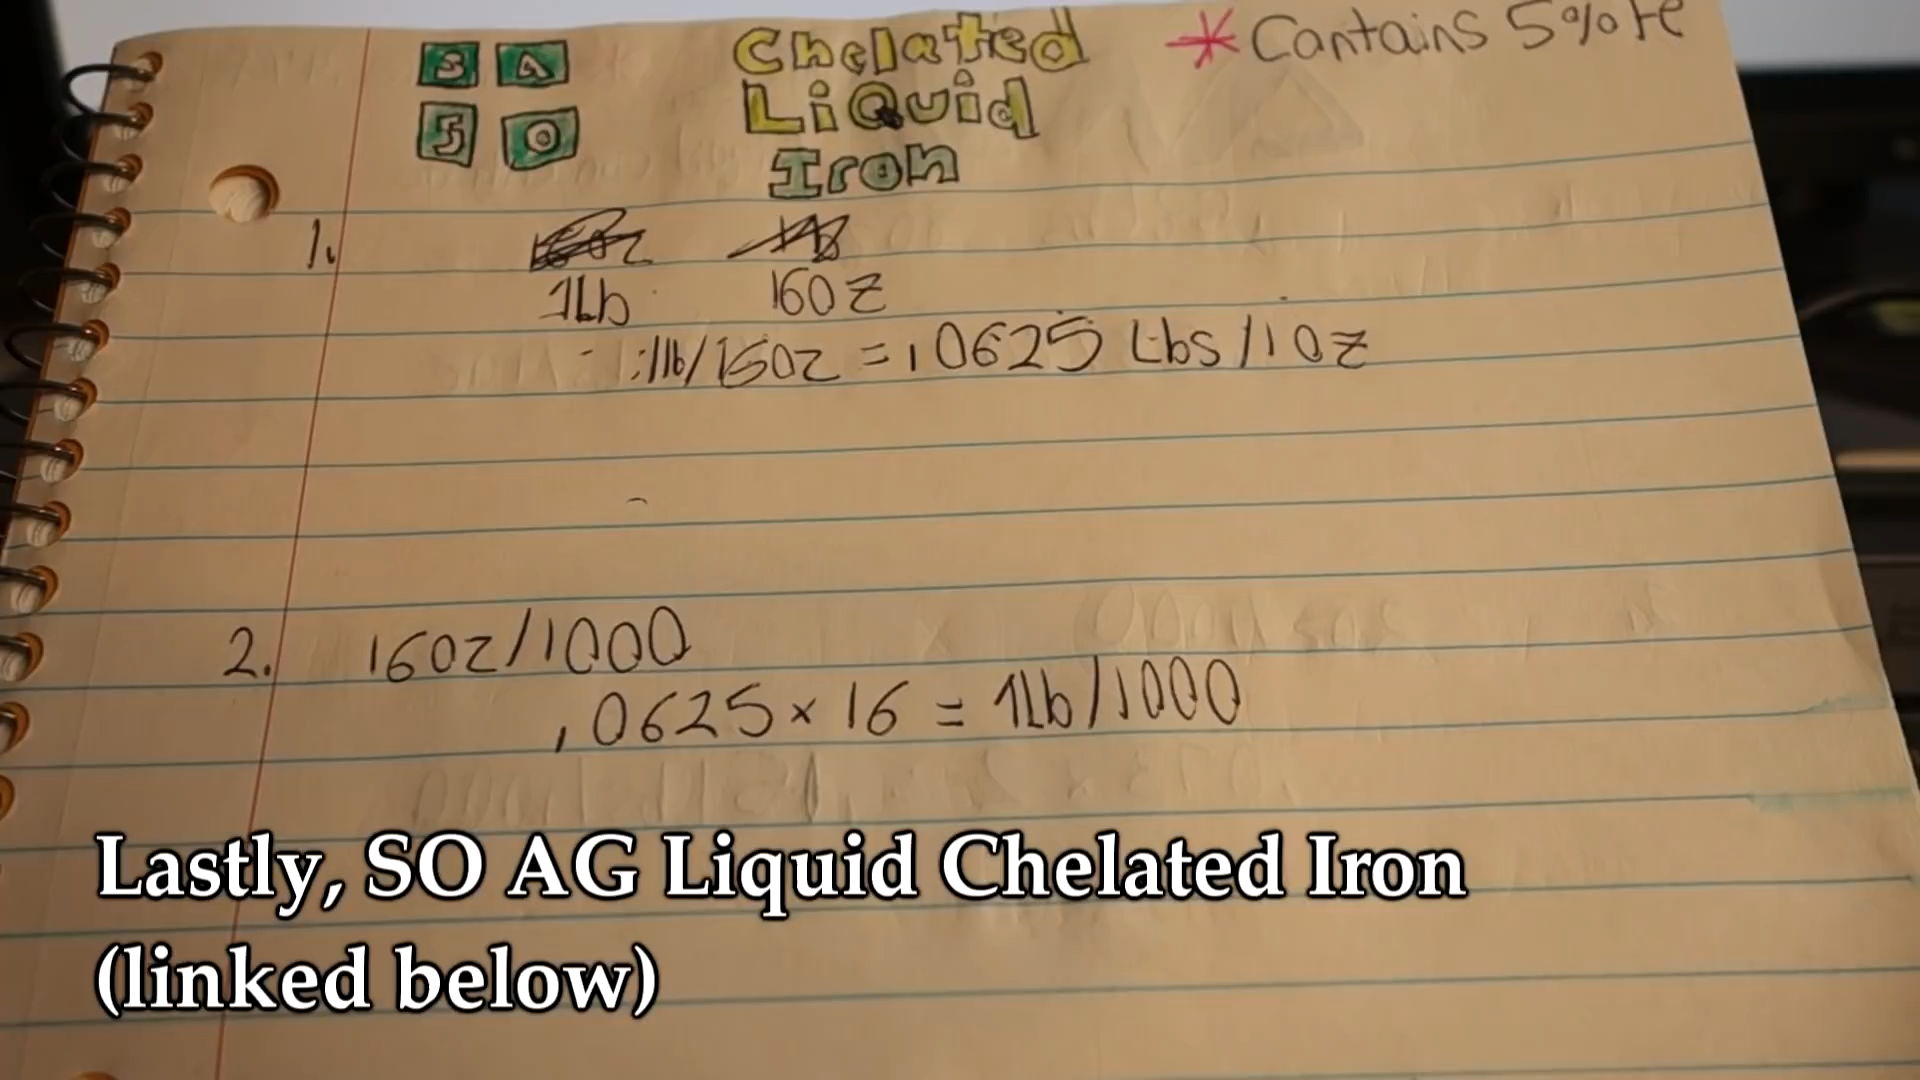 S A
5 O
Chelated
Liquid
Iron
* Contains 5% Fe
1.
1Lb 16oz
1lb/16oz = .0625 Lbs/1oz
2. 16oz/1000
.0625 x 16 = 1Lb/1000
Lastly, SO AG Liquid Chelated Iron
(linked below)